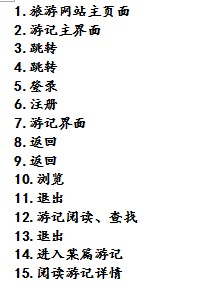 1.旅游网站主页面
2.游记主界面
3.跳转
4.跳转
5.登录
6.注册
7.游记界面
8.返回
9.返回
10.浏览
11.退出
12.游记阅读、查找
13.退出
14.进入某篇游记
15.阅读游记详情